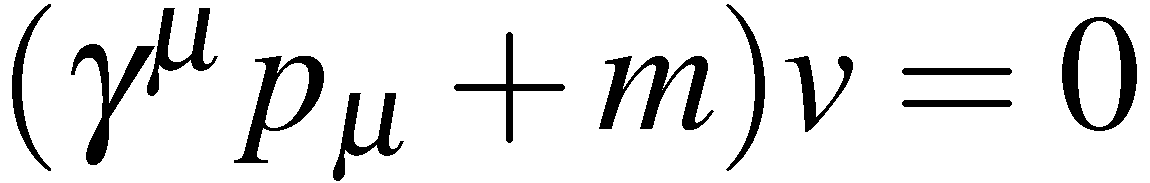 (γ^μ p_μ + m)v = 0